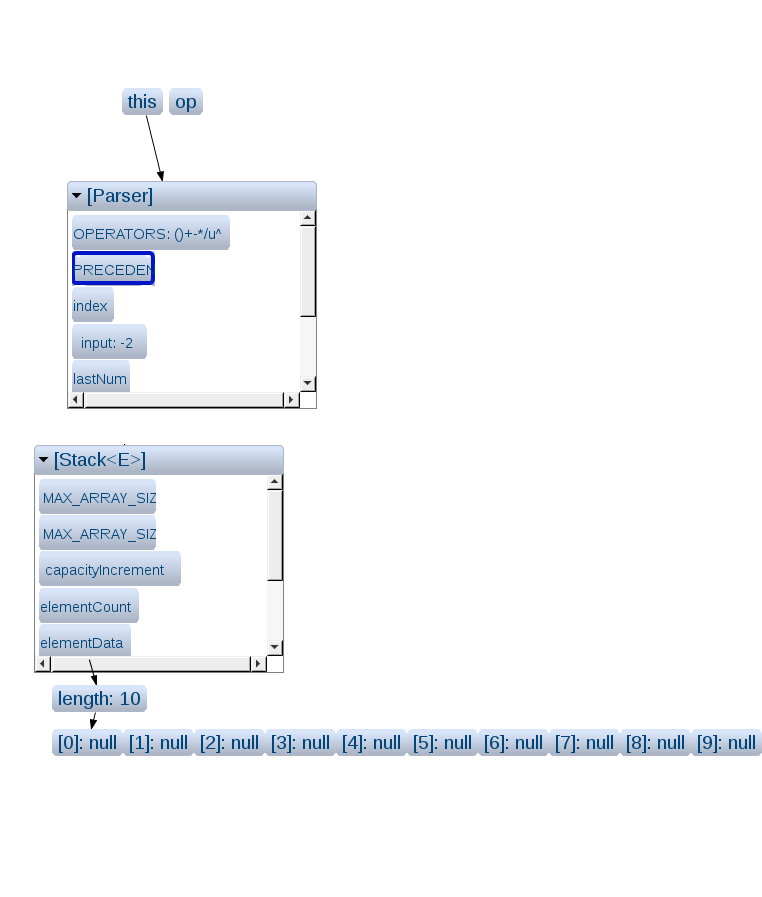 this op
[Parser]
OPERATORS: ()+-*/u^
PRECEDEN
index
input: -2
lastNum
[Stack<E>]
MAX_ARRAY_SIZ
MAX_ARRAY_SIZ
capacityIncrement
elementCount
elementData
length: 10
[0]: null [1]: null [2]: null [3]: null [4]: null [5]: null [6]: null [7]: null [8]: null [9]: null